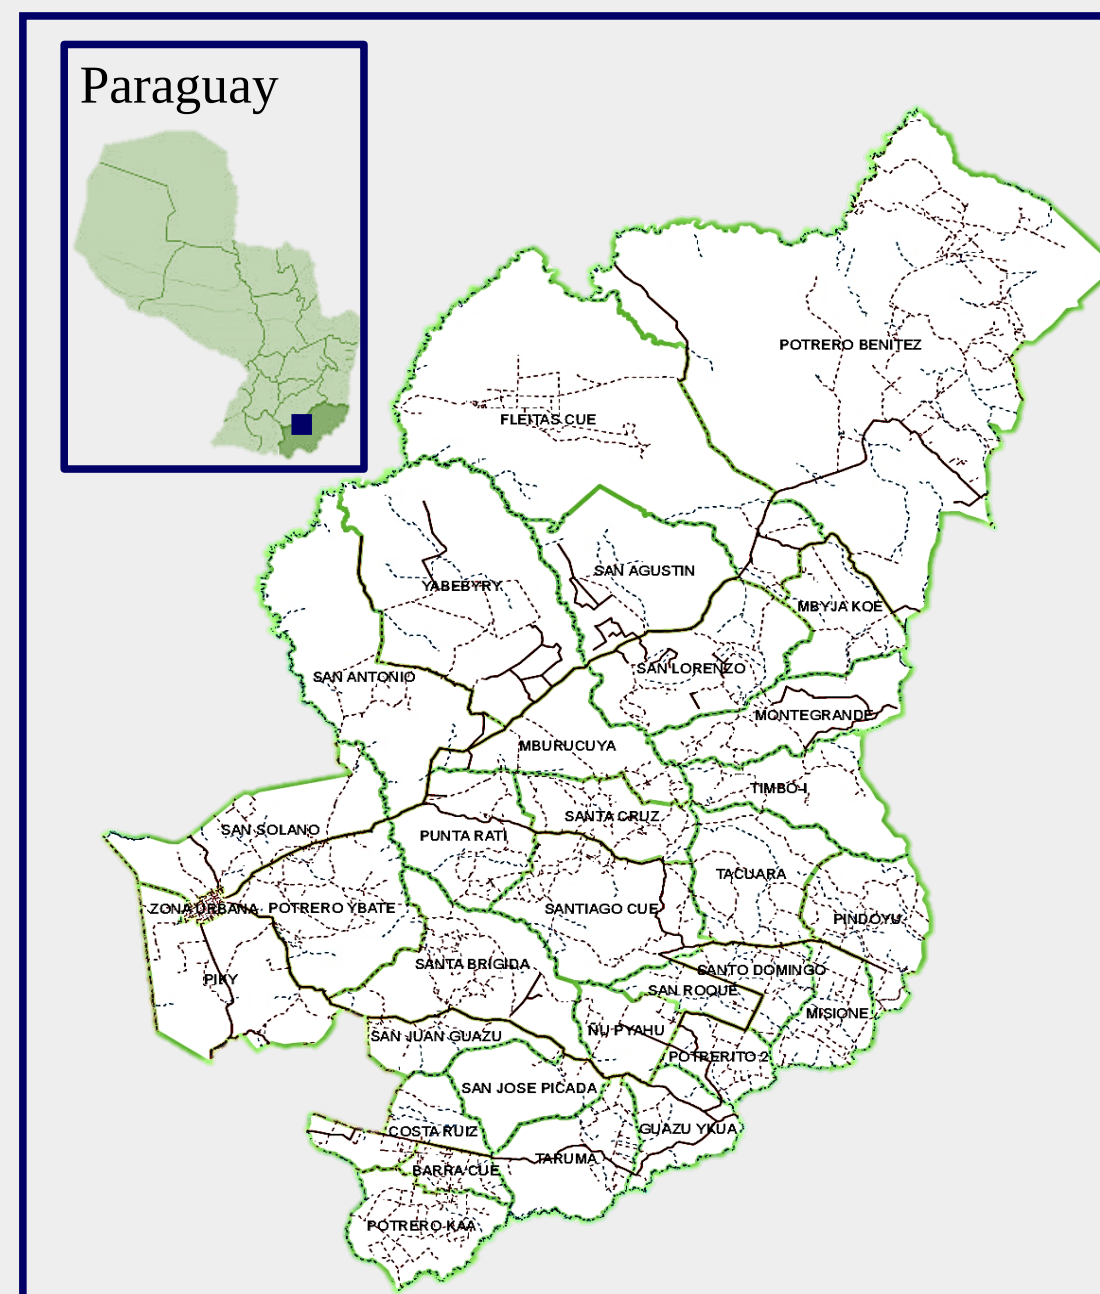 Paraguay
POTRERO BENITEZ
FLEITAS CUE
SAN AGUSTIN
YABEBYRY
MBYJA KOE
SAN LORENZO
SAN ANTONIO
MONTEGRANDE
MBURUCUYA
TIMBO-I
SANTA CRUZ
SAN SOLANO
PUNTA RATI
TACUARA
ZONA URBANA
POTRERO YBATE
SANTIAGO CUE
PINDOYU
SANTA BRIGIDA
SANTO DOMINGO
PIKY
SAN ROQUE
MISIONE
ÑU PYAHU
SAN JUAN GUAZU
POTRERITO 2
SAN JOSE PICADA
COSTA RUIZ
GUAZU YKUA
TARUMA
BARRA CUE
POTRERO KAA